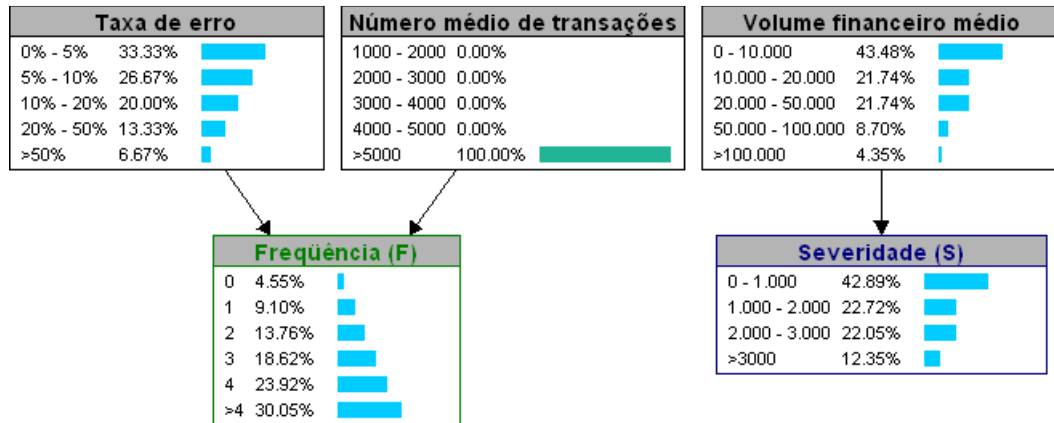 Taxa de erro
0% - 5% 33.33%
5% - 10% 26.67%
10% - 20% 20.00%
20% - 50% 13.33%
>50% 6.67%
Número médio de transações
1000 - 2000 0.00%
2000 - 3000 0.00%
3000 - 4000 0.00%
4000 - 5000 0.00%
>5000 100.00%
Volume financeiro médio
0 - 10.000 43.48%
10.000 - 20.000 21.74%
20.000 - 50.000 21.74%
50.000 - 100.000 8.70%
>100.000 4.35%
Freqüência (F)
0 4.55%
1 9.10%
2 13.76%
3 18.62%
4 23.92%
>4 30.05%
Severidade (S)
0 - 1.000 42.89%
1.000 - 2.000 22.72%
2.000 - 3.000 22.05%
>3000 12.35%